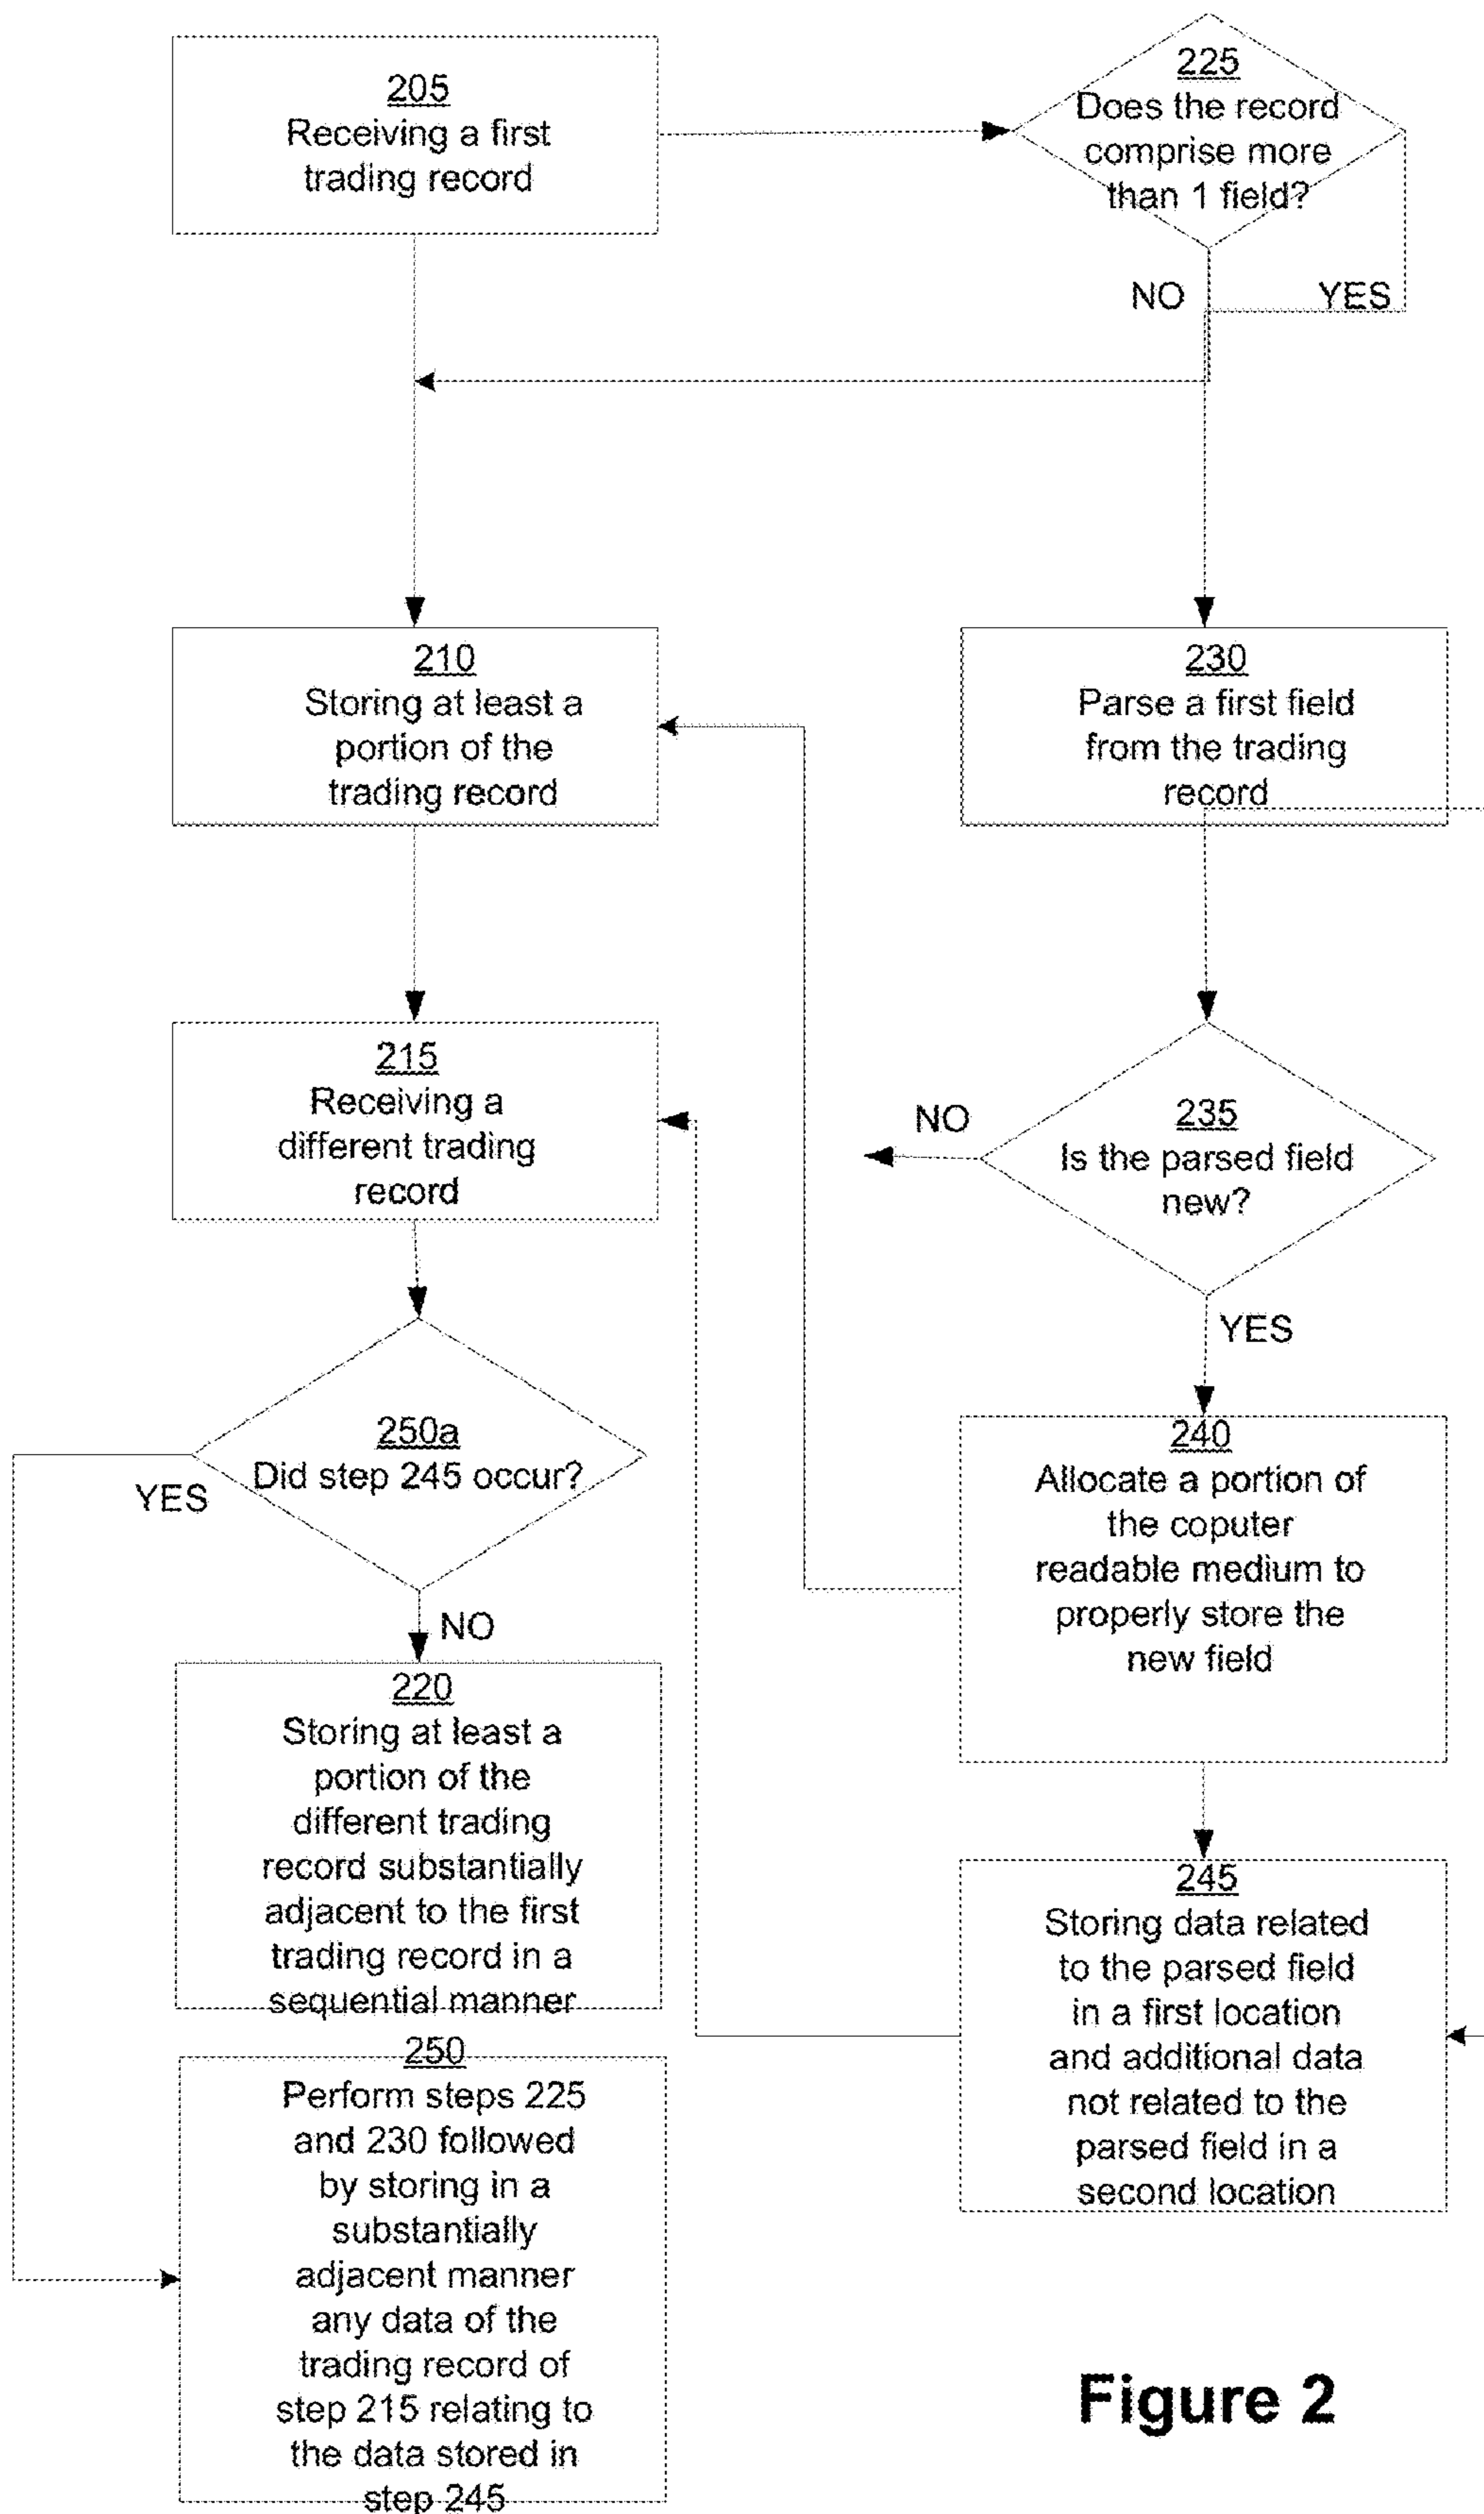 205
Receiving a first
trading record
225
Does the record
comprise more
than 1 field?
NO
YES
210
Storing at least a
portion of the
trading record
230
Parse a first field
from the trading
record
215
Receiving a
different trading
record
NO
235
Is the parsed field
new?
YES
250a
Did step 245 occur?
YES
NO
240
Allocate a portion of
the coputer
readable medium to
properly store the
new field
220
Storing at least a
portion of the
different trading
record substantially
adjacent to the first
trading record in a
sequential manner
245
Storing data related
to the parsed field
in a first location
and additional data
not related to the
parsed field in a
second location
250
Perform steps 225
and 230 followed
by storing in a
substantially
adjacent manner
any data of the
trading record of
step 215 relating to
the data stored in
step 245
Figure 2